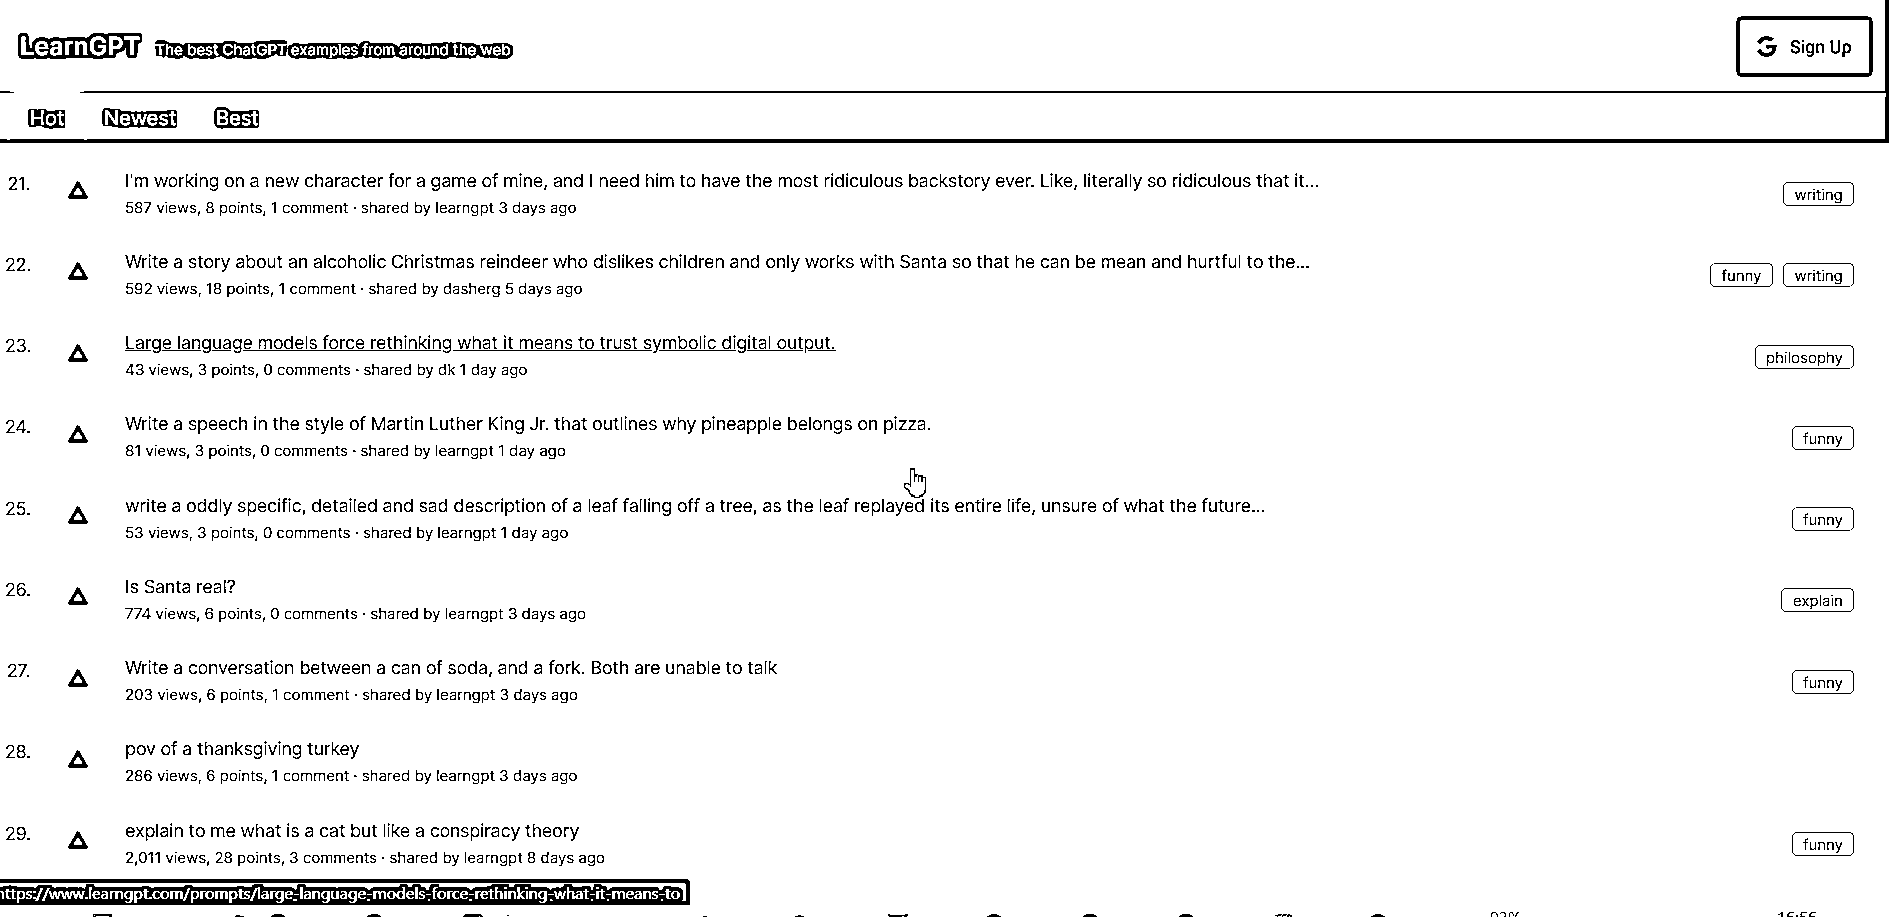 LearnGPT The best ChatGPT examples from around the web
Sign Up
Hot Newest Best
21. I'm working on a new character for a game of mine, and I need him to have the most ridiculous backstory ever. Like, literally so ridiculous that it...
587 views, 8 points, 1 comment · shared by learngpt 3 days ago
writing
22. Write a story about an alcoholic Christmas reindeer who dislikes children and only works with Santa so that he can be mean and hurtful to the...
592 views, 18 points, 1 comment · shared by dasherg 5 days ago
funny writing
23. Large language models force rethinking what it means to trust symbolic digital output.
43 views, 3 points, 0 comments · shared by dk 1 day ago
philosophy
24. Write a speech in the style of Martin Luther King Jr. that outlines why pineapple belongs on pizza.
81 views, 3 points, 0 comments · shared by learngpt 1 day ago
funny
25. write a oddly specific, detailed and sad description of a leaf falling off a tree, as the leaf replayed its entire life, unsure of what the future...
53 views, 3 points, 0 comments · shared by learngpt 1 day ago
funny
26. Is Santa real?
774 views, 6 points, 0 comments · shared by learngpt 3 days ago
explain
27. Write a conversation between a can of soda, and a fork. Both are unable to talk
203 views, 6 points, 1 comment · shared by learngpt 3 days ago
funny
28. pov of a thanksgiving turkey
286 views, 6 points, 1 comment · shared by learngpt 3 days ago
29. explain to me what is a cat but like a conspiracy theory
2,011 views, 28 points, 3 comments · shared by learngpt 8 days ago
funny
https://www.learngpt.com/prompts/large-language-models-force-rethinking-what-it-means-to